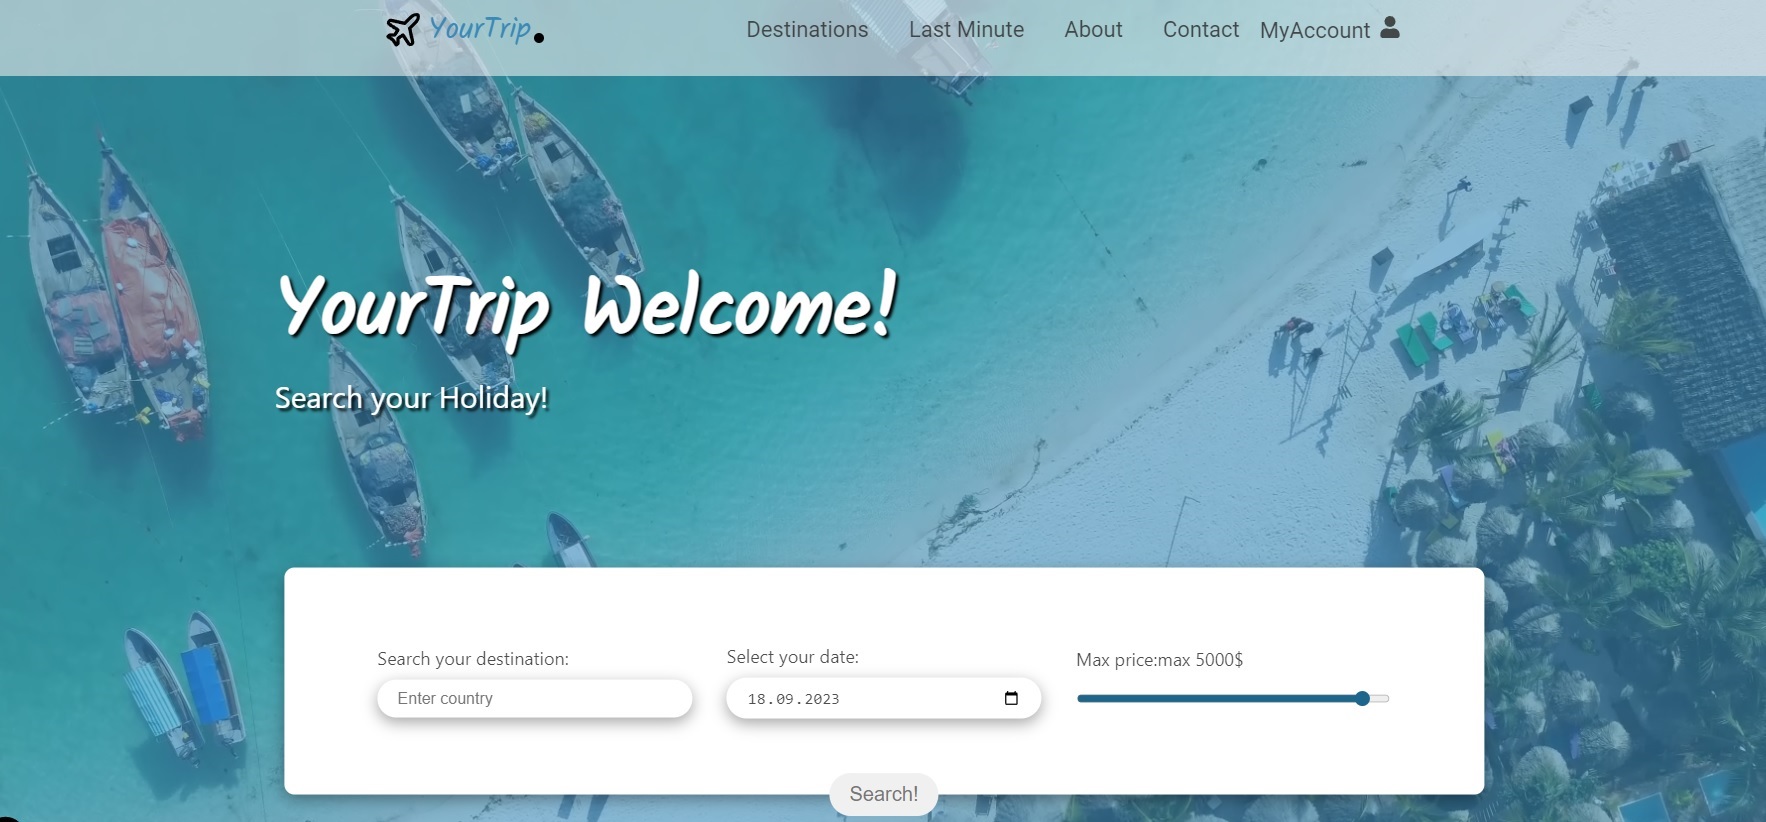 YourTrip
Destinations Last Minute About Contact MyAccount
YourTrip Welcome!
Search your Holiday!
Search your destination: Select your date: Max price:max 5000$
Enter country 18.09.2023
Search!